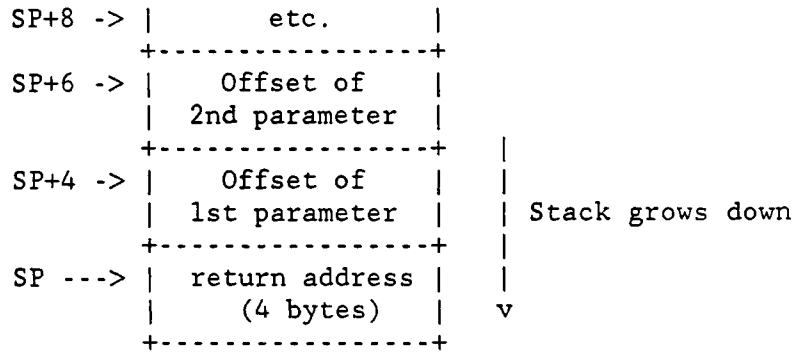 SP+8 -> | etc. |
+-----------------+
SP+6 -> | Offset of |
| 2nd parameter |
+-----------------+ |
SP+4 -> | Offset of | |
| 1st parameter | | Stack grows down
+-----------------+ |
SP ---> | return address | |
| (4 bytes) | v
+-----------------+